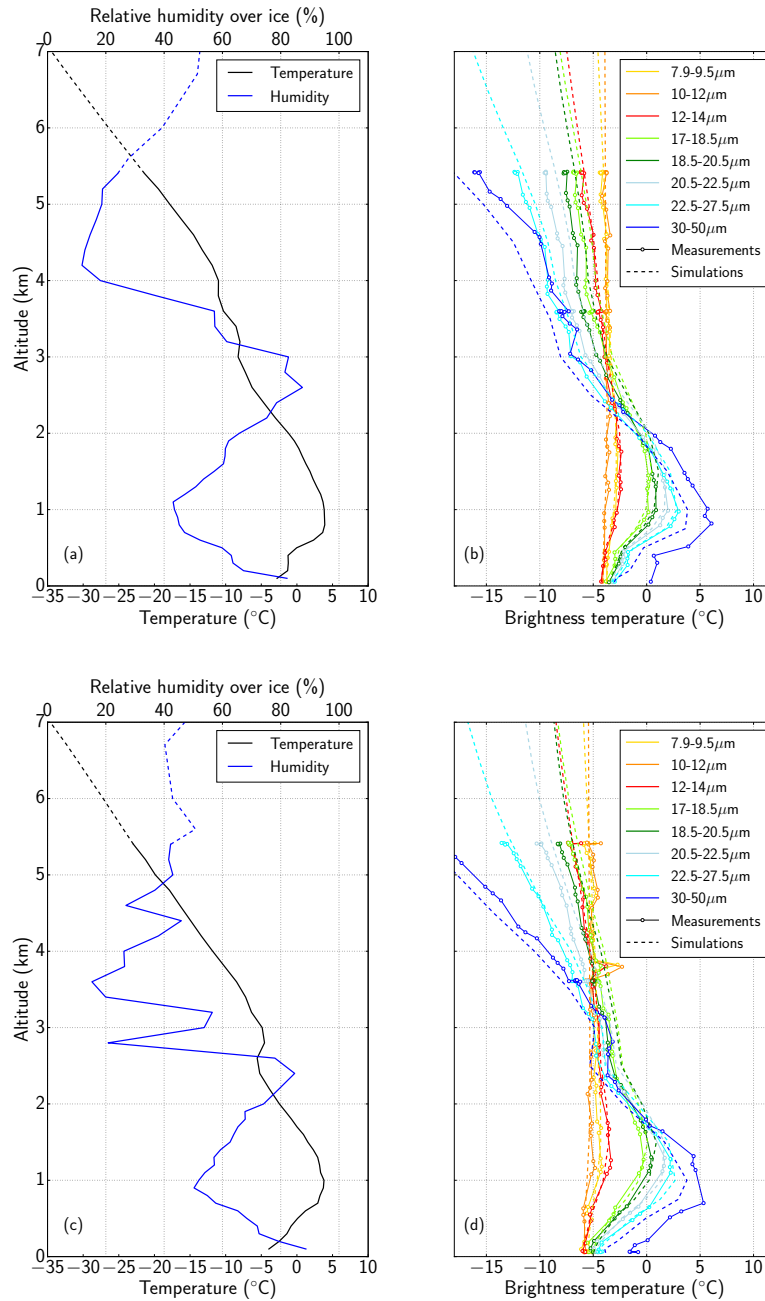 Relative humidity over ice (%)
0 20 40 60 80 100
7
6
5
4
3
2
1
0
Altitude (km)
Temperature
Humidity
(a)
−35 −30 −25 −20 −15 −10 −5 0 5 10
Temperature (°C)
7.9-9.5μm
10-12μm
12-14μm
17-18.5μm
18.5-20.5μm
20.5-22.5μm
22.5-27.5μm
30-50μm
Measurements
Simulations
(b)
−15 −10 −5 0 5 10
Brightness temperature (°C)
Relative humidity over ice (%)
0 20 40 60 80 100
7
6
5
4
3
2
1
0
Altitude (km)
Temperature
Humidity
(c)
−35 −30 −25 −20 −15 −10 −5 0 5 10
Temperature (°C)
7.9-9.5μm
10-12μm
12-14μm
17-18.5μm
18.5-20.5μm
20.5-22.5μm
22.5-27.5μm
30-50μm
Measurements
Simulations
(d)
−15 −10 −5 0 5 10
Brightness temperature (°C)